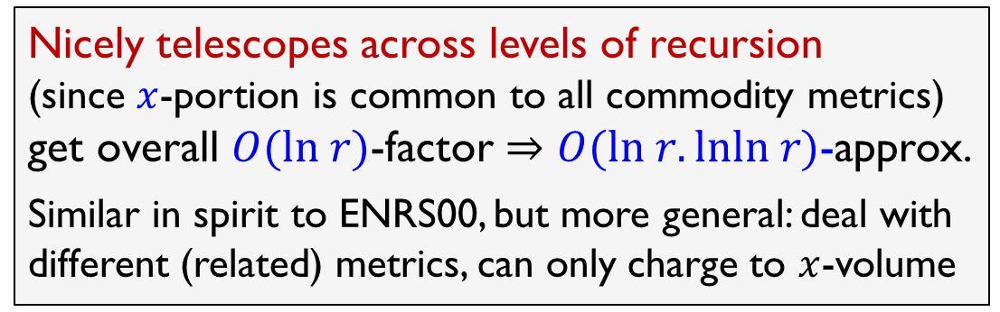 Nicely telescopes across levels of recursion
(since x-portion is common to all commodity metrics)
get overall O(ln r)-factor ⇒ O(ln r. lnln r)-approx.
Similar in spirit to ENRS00, but more general: deal with
different (related) metrics, can only charge to x-volume